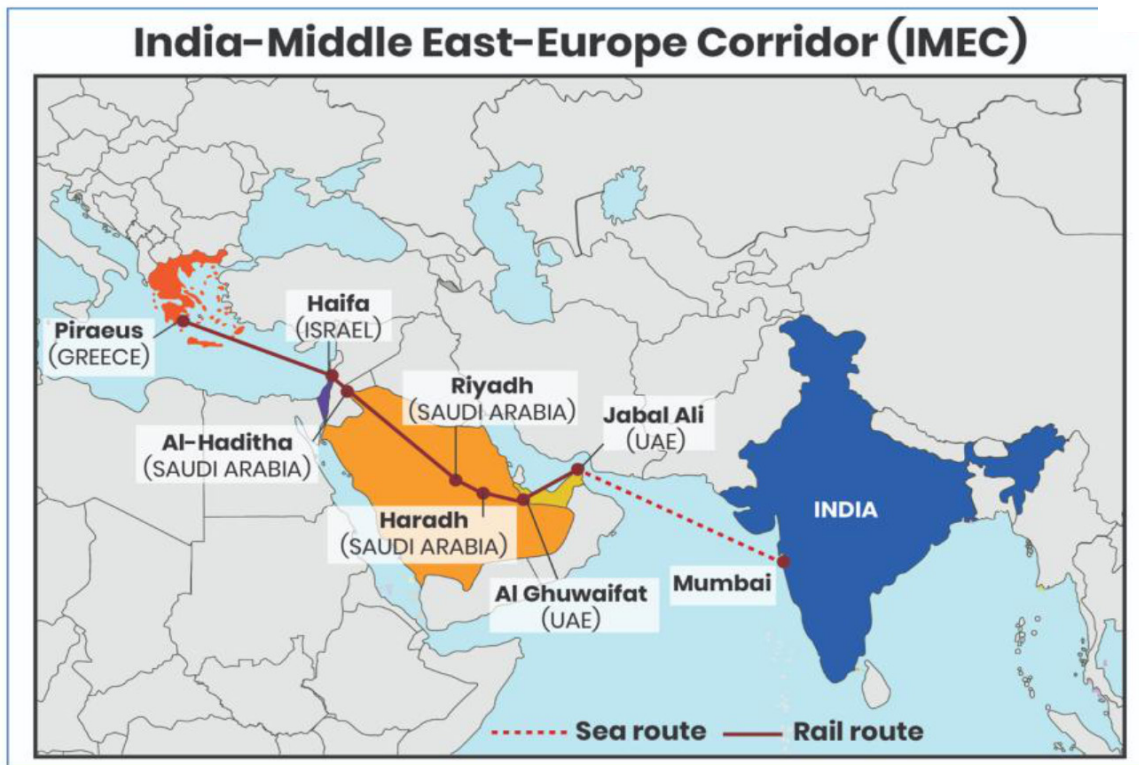 India-Middle East-Europe Corridor (IMEC)
Haifa
(ISRAEL)
Piraeus
(GREECE)
Riyadh
(SAUDI ARABIA)
Jabal Ali
(UAE)
Al-Haditha
(SAUDI ARABIA)
INDIA
Haradh
(SAUDI ARABIA)
Mumbai
Al Ghuwaifat
(UAE)
Sea route
Rail route